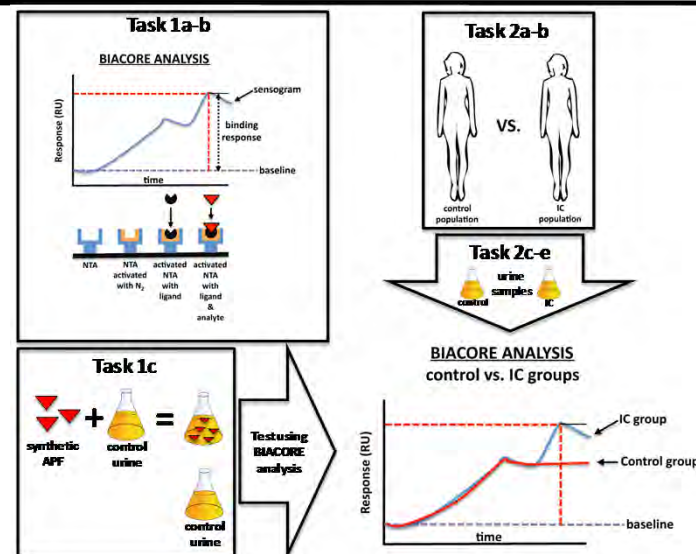 Task 1a-b
BIACORE ANALYSIS
Response (RU)
sensogram
binding
response
baseline
time
NTA
NTA
activated
with N2
activated
NTA
with
ligand
activated
NTA
with
ligand
&
analyte
Task 2a-b
VS.
control
population
IC
population
Task 2c-e
urine
samples
control
IC
Task 1c
synthetic
APF
control
urine
control
urine
Test using
BIACORE
analysis
BIACORE ANALYSIS
control vs. IC groups
Response (RU)
IC group
Control group
baseline
time